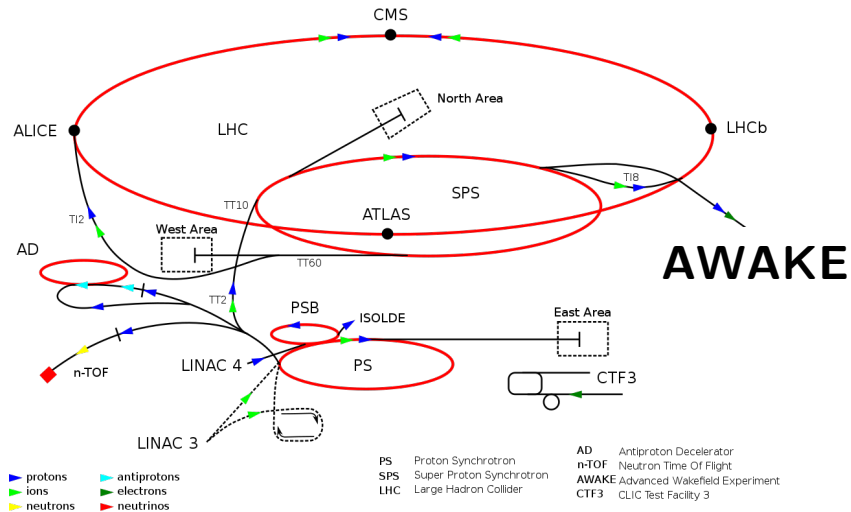 CMS
North Area
ALICE
LHC
LHCb
TI8
SPS
TT10
ATLAS
TI2
West Area
AD
TT60
AWAKE
TT2
PSB
ISOLDE
East Area
n-TOF
LINAC 4
PS
CTF3
LINAC 3
protons
ions
neutrons
antiprotons
electrons
neutrinos
PS Proton Synchrotron
SPS Super Proton Synchrotron
LHC Large Hadron Collider
AD Antiproton Decelerator
n-TOF Neutron Time Of Flight
AWAKE Advanced Wakefield Experiment
CTF3 CLIC Test Facility 3